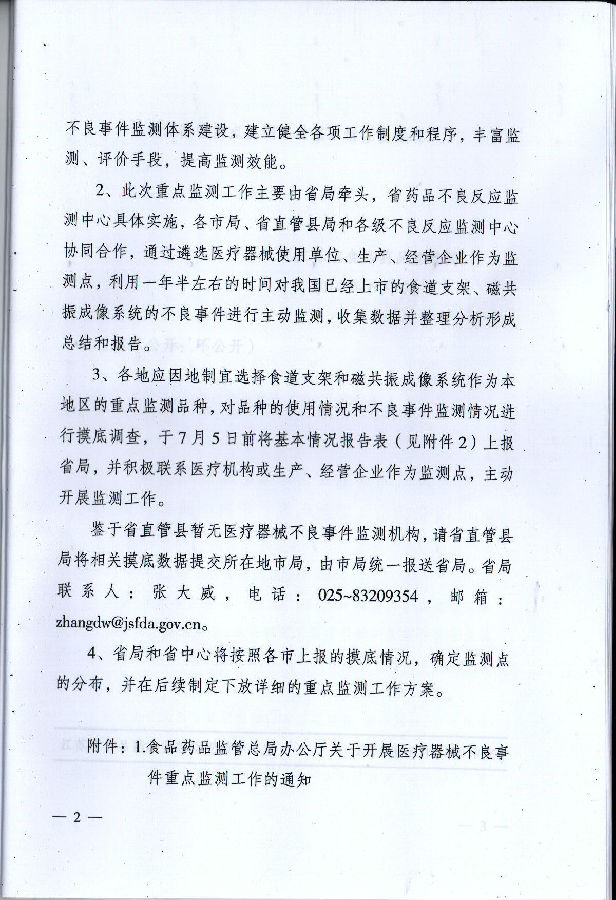 不良事件监测体系建设，建立健全各项工作制度和程序，丰富监
测、评价手段，提高监测效能。
2、此次重点监测工作主要由省局牵头，省药品不良反应监
测中心具体实施，各市局、省直管县局和各级不良反应监测中心
协同合作，通过遴选医疗器械使用单位、生产、经营企业作为监
测点，利用一年半左右的时间对我国已经上市的食道支架、磁共
振成像系统的不良事件进行主动监测，收集数据并整理分析形成
总结和报告。
3、各地应因地制宜选择食道支架和磁共振成像系统作为本
地区的重点监测品种，对品种的使用情况和不良事件监测情况进
行摸底调查，于7月5日前将基本情况报告表（见附件2）上报
省局，并积极联系医疗机构或生产、经营企业作为监测点，主动
开展监测工作。
鉴于省直管县暂无医疗器械不良事件监测机构，请省直管县
局将相关摸底数据提交所在地市局，由市局统一报送省局。省局
联系人：张大威，电话：025~83209354，邮箱：
zhangdw@jsfda.gov.cn。
4、省局和省中心将按照各市上报的摸底情况，确定监测点
的分布，并在后续制定下放详细的重点监测工作方案。
附件：1.食品药品监管总局办公厅关于开展医疗器械不良事
件重点监测工作的通知
— 2 —